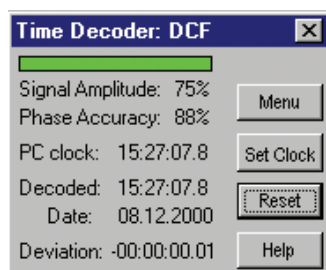 Time Decoder: DCF
Signal Amplitude: 75%
Phase Accuracy: 88%
Menu
PC clock: 15:27:07.8
Set Clock
Decoded: 15:27:07.8
Reset
Date: 08.12.2000
Deviation: -00:00:00.01
Help